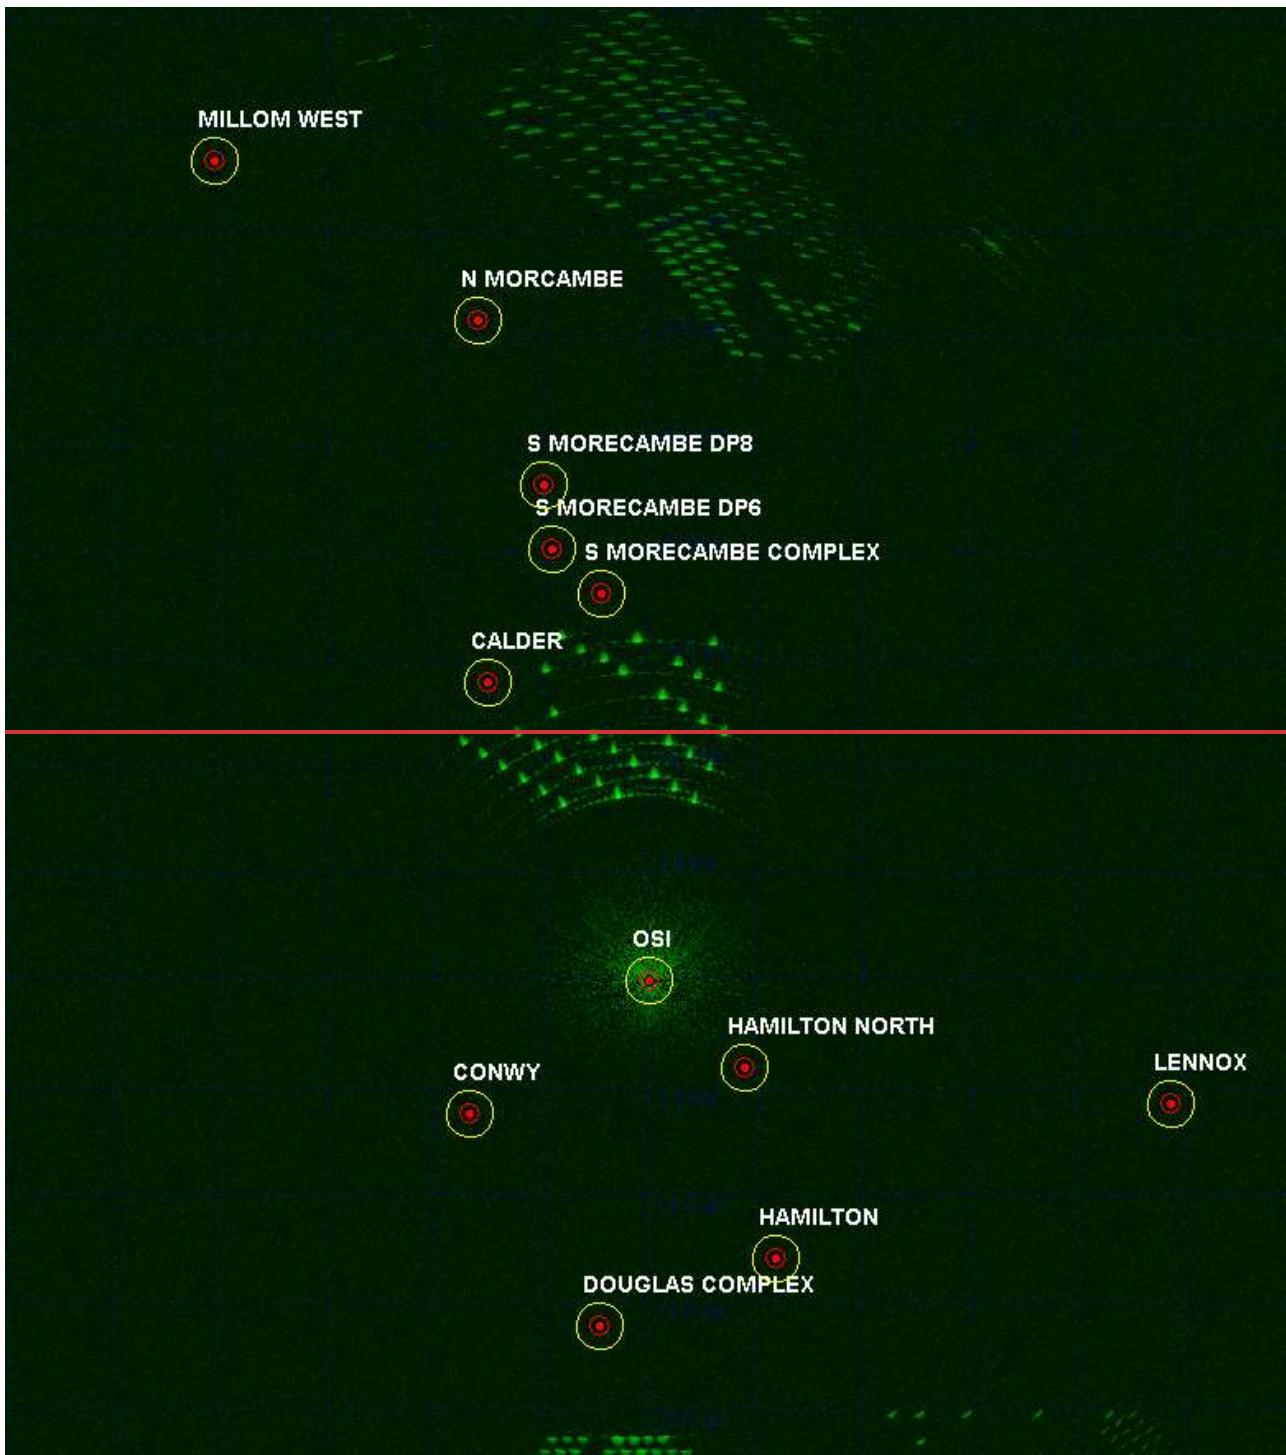 MILLOM WEST
N MORCAMBE
S MORECAMBE DP8
S MORECAMBE DP6
S MORECAMBE COMPLEX
CALDER
OSI
HAMILTON NORTH
LENNOX
CONWY
HAMILTON
DOUGLAS COMPLEX